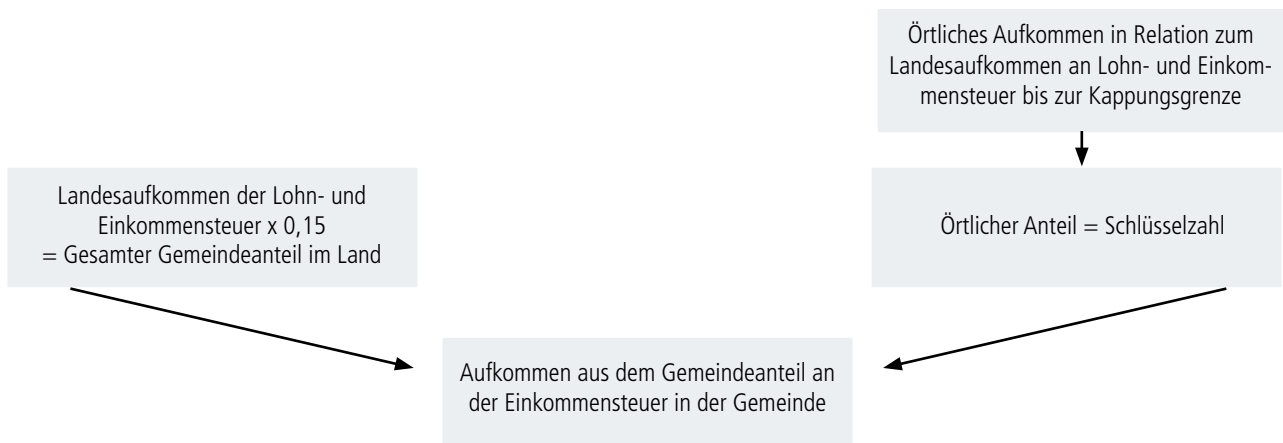 Örtliches Aufkommen in Relation zum
Landesaufkommen an Lohn- und Einkom-
mensteuer bis zur Kappungsgrenze
Landesaufkommen der Lohn- und
Einkommensteuer x 0,15
= Gesamter Gemeindeanteil im Land
Örtlicher Anteil = Schlüsselzahl
Aufkommen aus dem Gemeindeanteil an
der Einkommensteuer in der Gemeinde